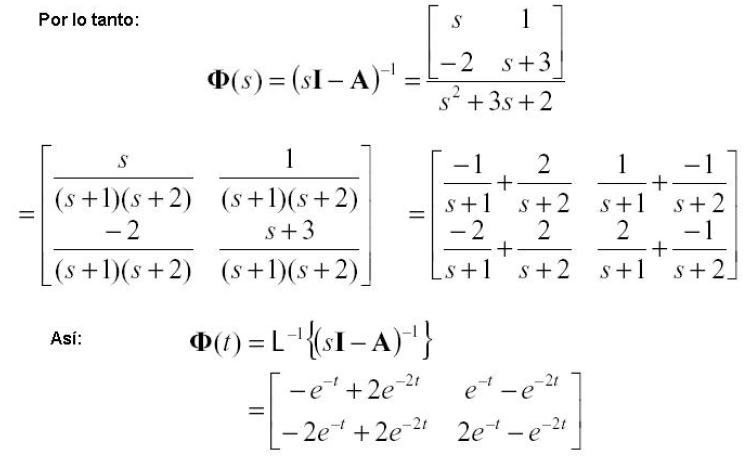 Por lo tanto:
Φ(s) = (sI − A)⁻¹ = [s 1; −2 s+3] / s² + 3s + 2
= [s/(s+1)(s+2) 1/(s+1)(s+2); −2/(s+1)(s+2) s+3/(s+1)(s+2)] = [−1/s+1 + 2/s+2 1/s+1 + −1/s+2; −2/s+1 + 2/s+2 2/s+1 + −1/s+2]
Así: Φ(t) = L⁻¹{(sI − A)⁻¹}
= [−e⁻ᵗ + 2e⁻²ᵗ e⁻ᵗ − e⁻²ᵗ; −2e⁻ᵗ + 2e⁻²ᵗ 2e⁻ᵗ − e⁻²ᵗ]